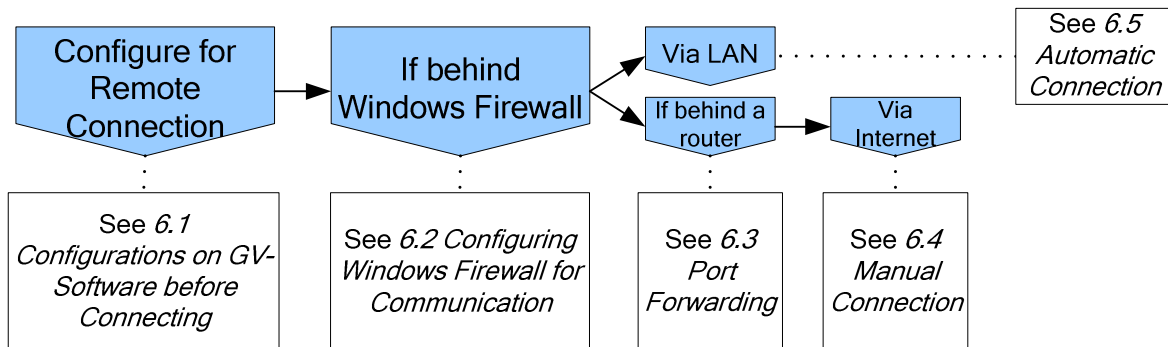 Configure for
Remote
Connection
If behind
Windows Firewall
Via LAN
If behind a
router
Via
Internet
See 6.5
Automatic
Connection
See 6.1
Configurations on GV-
Software before
Connecting
See 6.2 Configuring
Windows Firewall for
Communication
See 6.3
Port
Forwarding
See 6.4
Manual
Connection